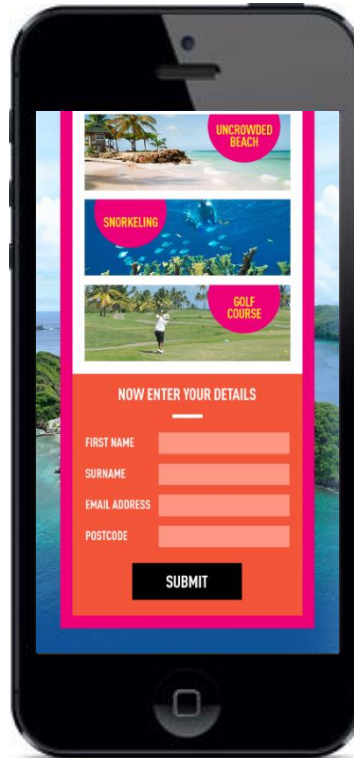 UNCROWDED
BEACH
SNORKELING
GOLF
COURSE
NOW ENTER YOUR DETAILS
FIRST NAME
SURNAME
EMAIL ADDRESS
POSTCODE
SUBMIT